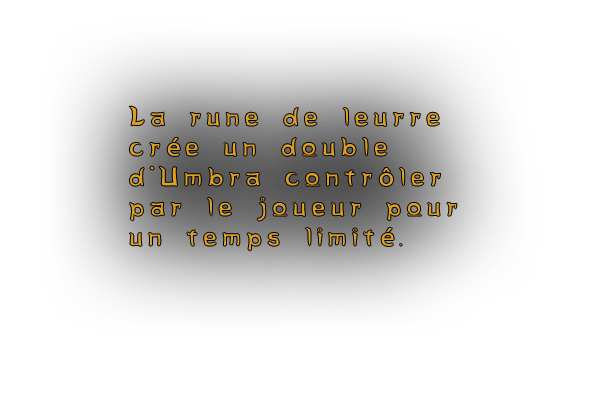 La rune de leurre
crée un double
d'Umbra contrôler
par le joueur pour
un temps limité.